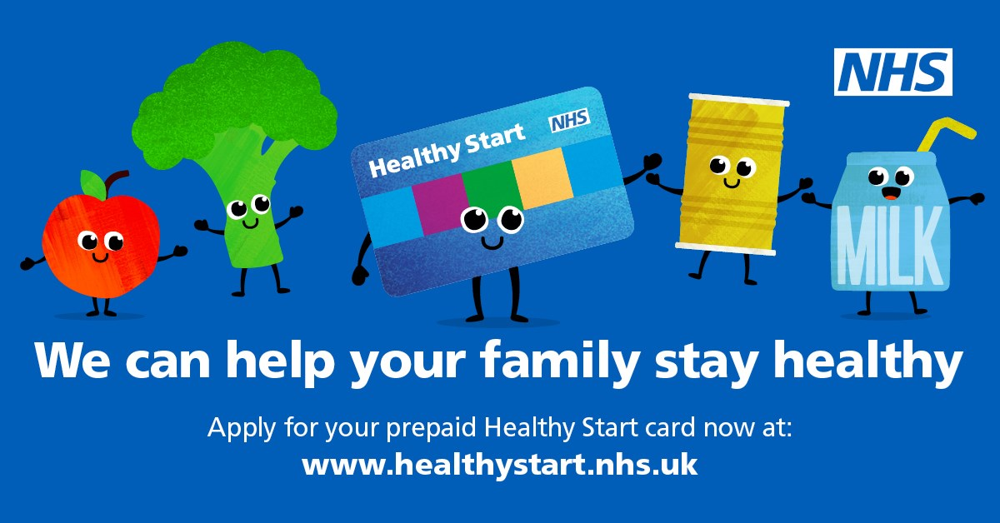 NHS
Healthy Start
NHS
MILK
We can help your family stay healthy
Apply for your prepaid Healthy Start card now at:
www.healthystart.nhs.uk